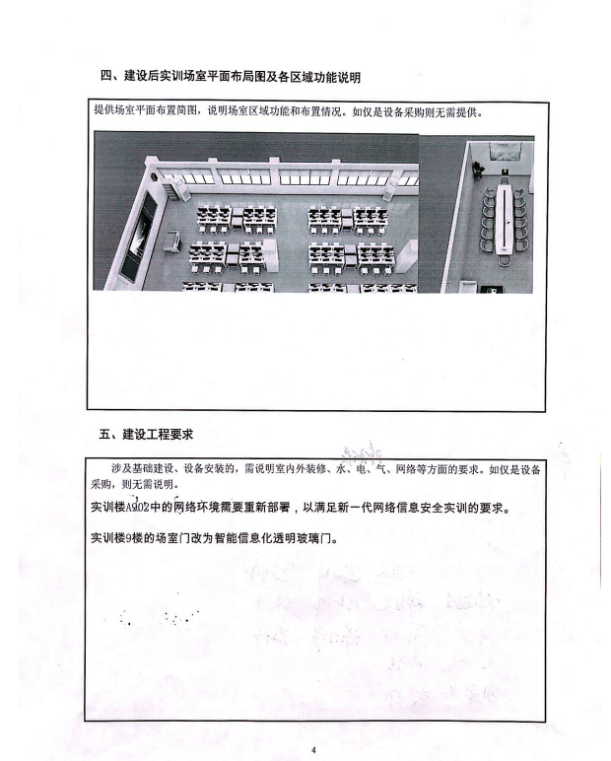 四、建设后实训场室平面布局图及各区域功能说明
提供场室平面布置简图，说明场室区域功能和布置情况。如仅是设备采购则无需提供。
五、建设工程要求
涉及基础建设、设备安装的，需说明室内外装修、水、电、气、网络等方面的要求。如仅是设备
采购，则无需说明。
实训楼A902中的网络环境需要重新部署，以满足新一代网络信息安全实训的要求。
实训楼9楼的场室门改为智能信息化透明玻璃门。
4